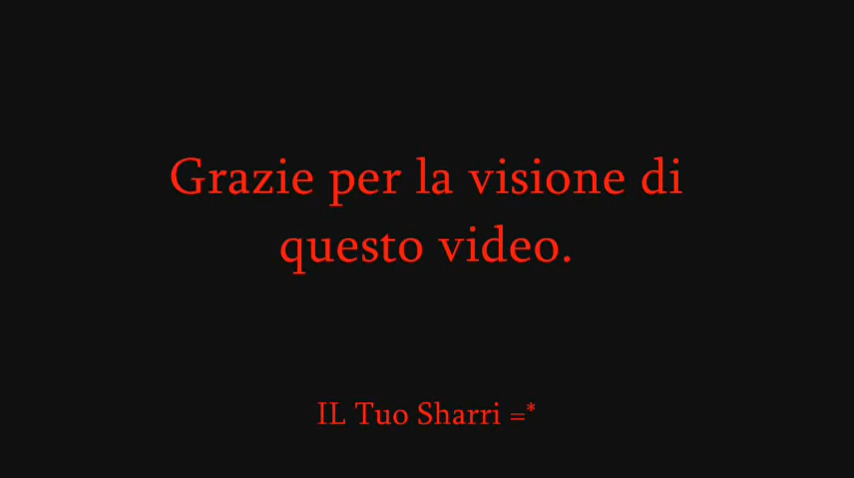 Grazie per la visione di
questo video.
IL Tuo Sharri =*